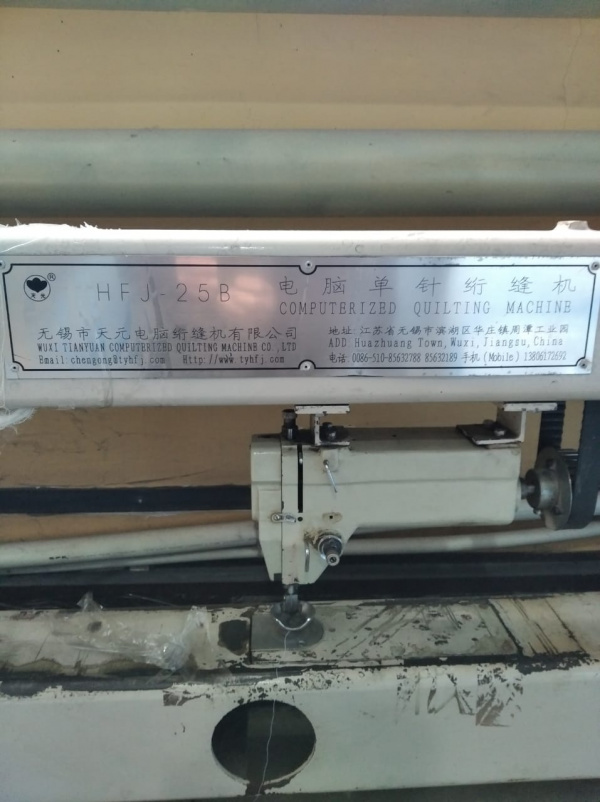 ®
HFJ-25B
电脑单针绗缝机
COMPUTERIZED QUILTING MACHINE
无锡市天元电脑绗缝机有限公司
WUXI TIANYUAN COMPUTERIZED QUILTING MACHINE CO.,LTD
Email:chengong@tyhfj.com Http://www.tyhfj.com
地址:江苏省无锡市滨湖区华庄镇周潭工业园
ADD Huazhuang Town,Wuxi,Jiangsu,China
电话:0086-510-85632788 85632189 手机(Mobile)13806172692